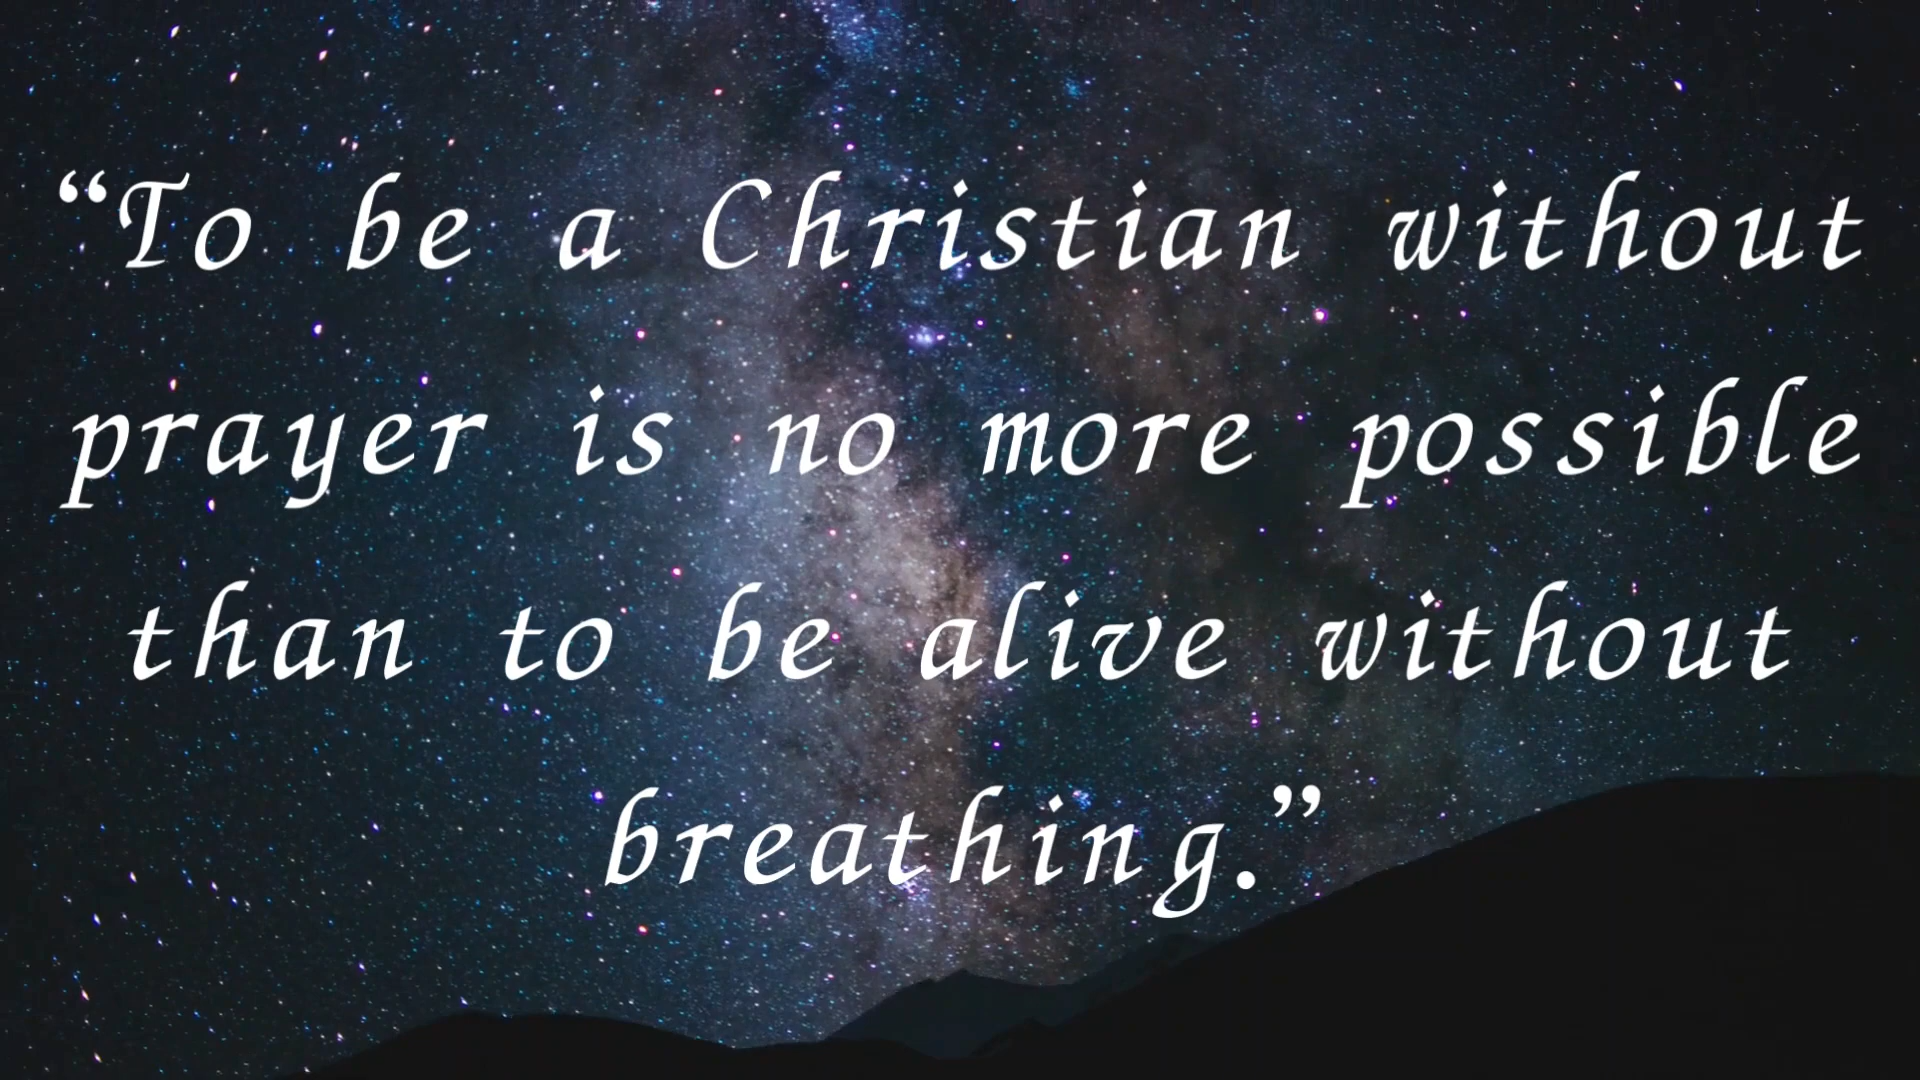 “To be a Christian without
prayer is no more possible
than to be alive without
breathing.”